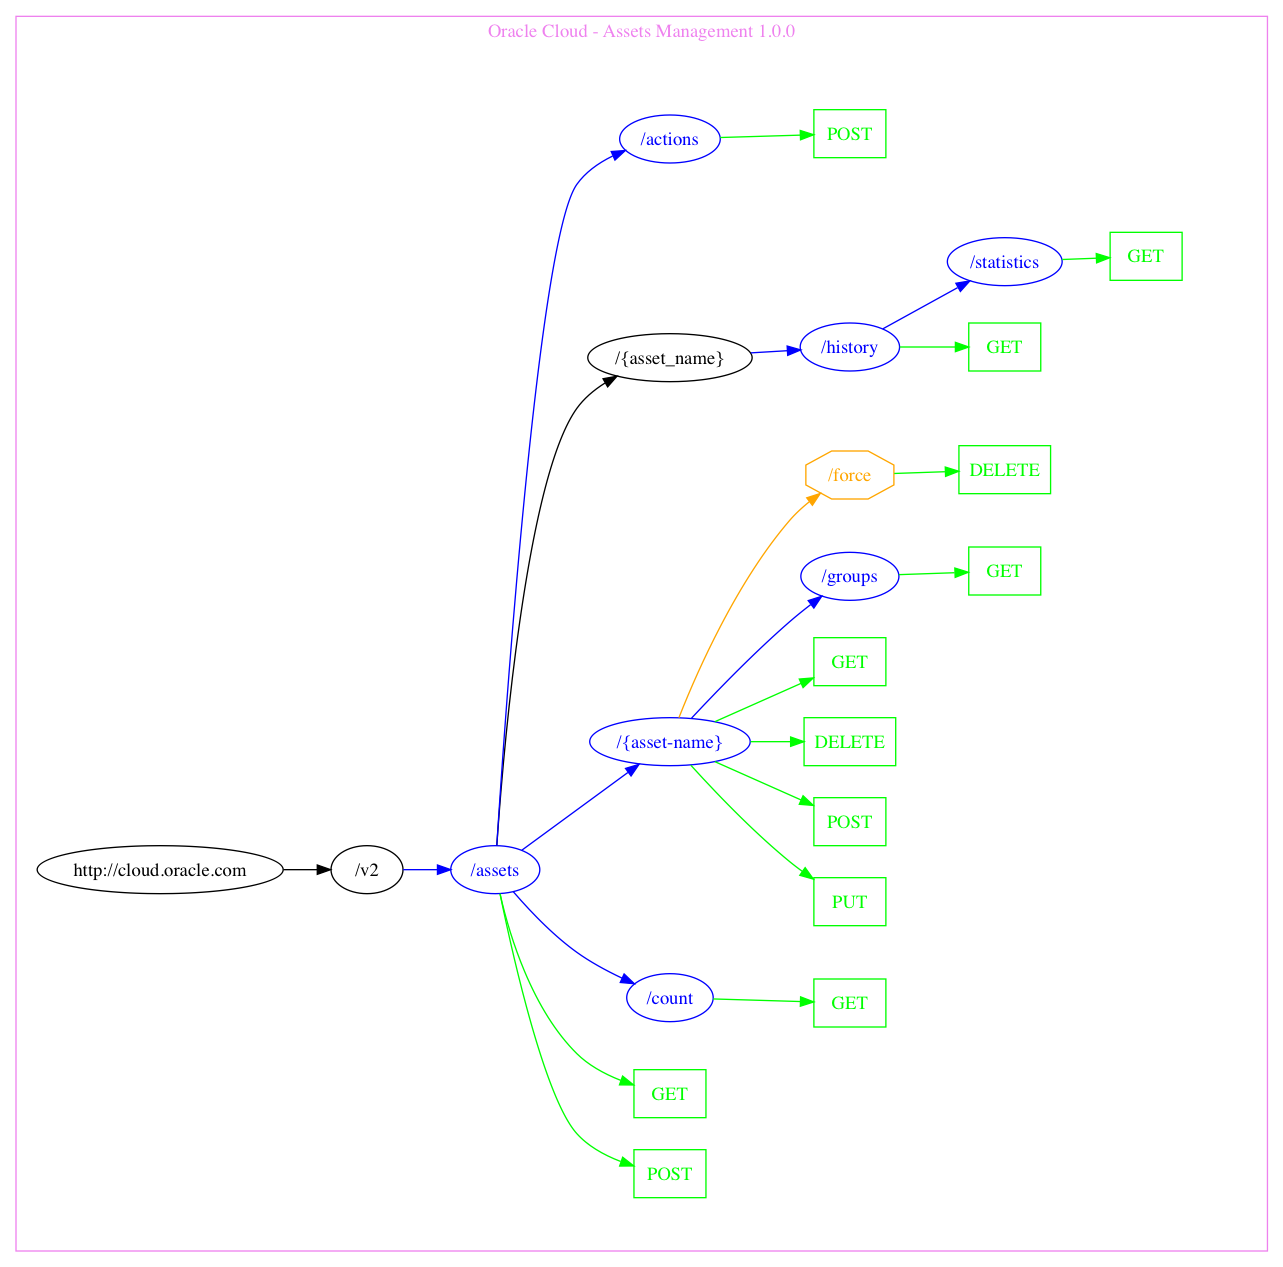 Oracle Cloud - Assets Management 1.0.0
/actions
POST
/statistics
GET
/{asset_name}
/history
GET
/force
DELETE
/groups
GET
GET
/{asset-name}
DELETE
POST
http://cloud.oracle.com
/v2
/assets
PUT
/count
GET
GET
POST